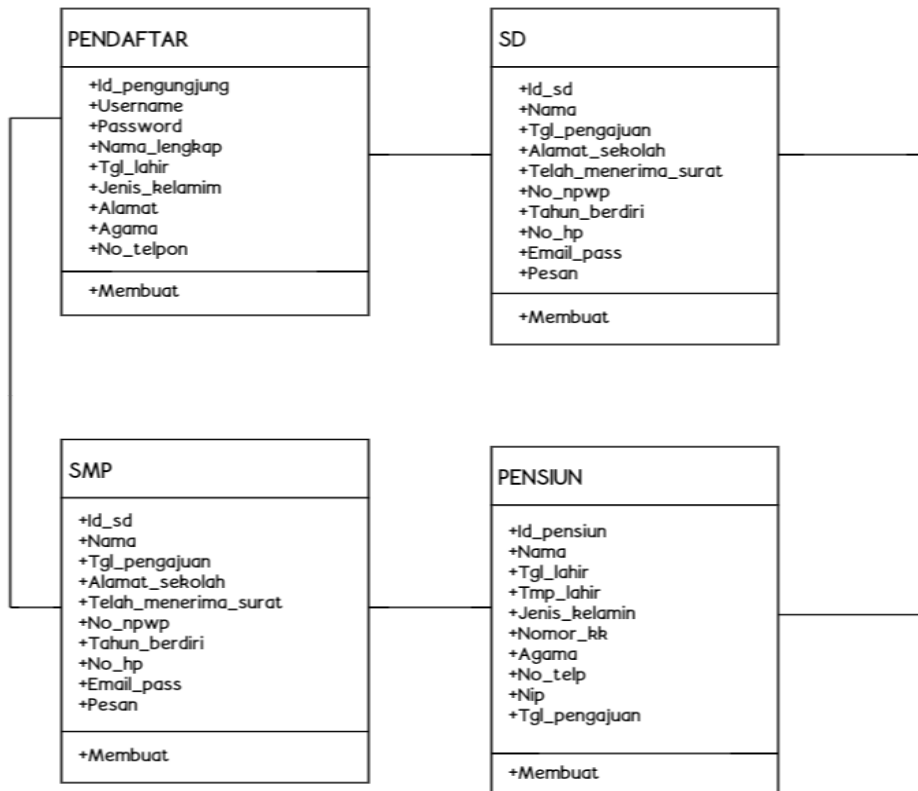 PENDAFTAR
+Id_pengungjung
+Username
+Password
+Nama_lengkap
+Tgl_lahir
+Jenis_kelamim
+Alamat
+Agama
+No_telpon
+Membuat
SD
+Id_sd
+Nama
+Tgl_pengajuan
+Alamat_sekolah
+Telah_menerima_surat
+No_npwp
+Tahun_berdiri
+No_hp
+Email_pass
+Pesan
+Membuat
SMP
+Id_sd
+Nama
+Tgl_pengajuan
+Alamat_sekolah
+Telah_menerima_surat
+No_npwp
+Tahun_berdiri
+No_hp
+Email_pass
+Pesan
+Membuat
PENSIUN
+Id_pensiun
+Nama
+Tgl_lahir
+Tmp_lahir
+Jenis_kelamin
+Nomor_kk
+Agama
+No_telp
+Nip
+Tgl_pengajuan
+Membuat